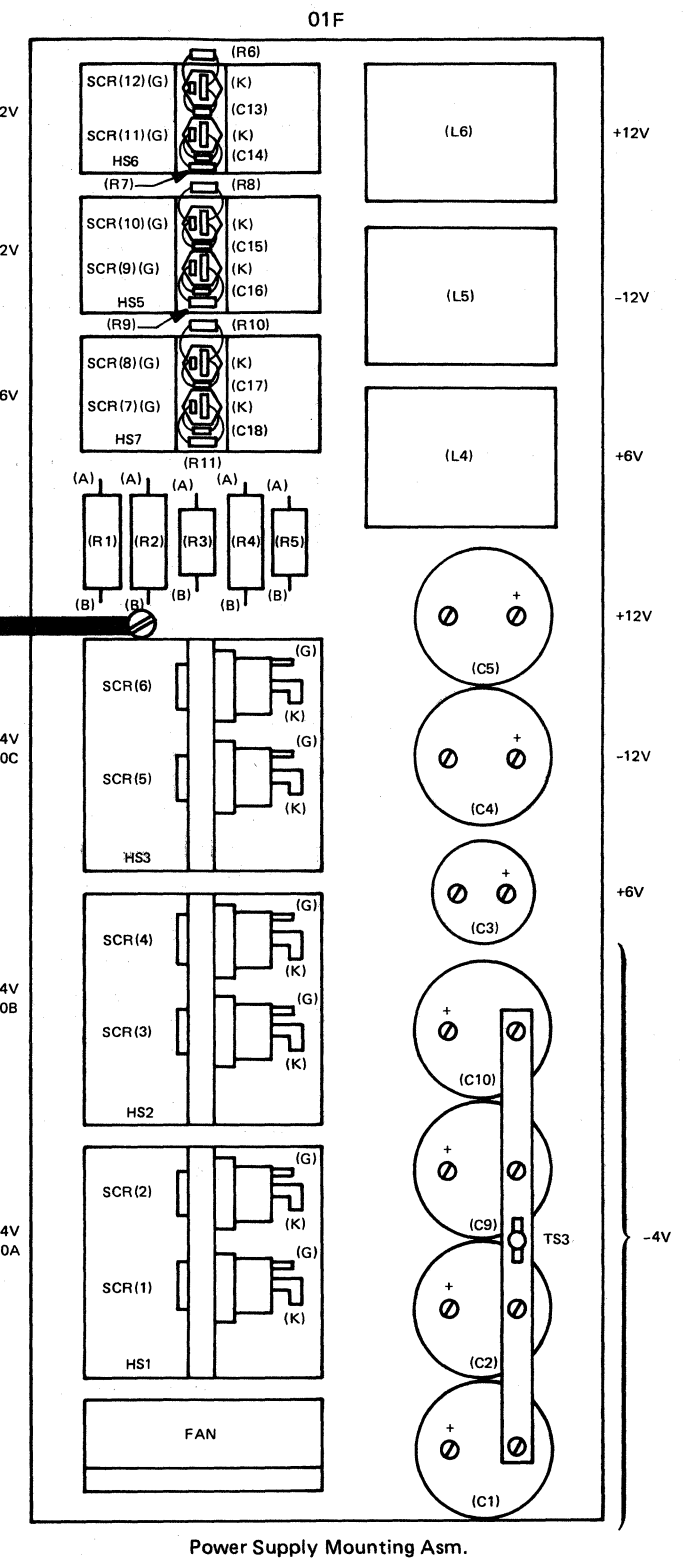 01F
(R6)
SCR(12)(G) (K)
(C13)
2V
SCR(11)(G) (K)
HS6 (C14)
(R7) (R8)
(L6) +12V
SCR(10)(G) (K)
2V (C15)
SCR(9)(G) (K)
HS5 (C16)
(R9) (R10)
(L5) -12V
SCR(8)(G) (K)
(C17)
6V
SCR(7)(G) (K)
HS7 (C18)
(R11)
(L4) +6V
(A) (A) (A) (A) (A)
(R1) (R2) (R3) (R4) (R5)
(B) (B) (B) (B) (B)
+
(C5) +12V
(G)
SCR(6)
(K)
4V
0C
(G)
SCR(5)
(K)
HS3
+
(C4) -12V
+
(C3) +6V
(G)
SCR(4)
(K)
4V
0B
(G)
SCR(3)
(K)
HS2
+
(C10)
+
(C9) TS3 -4V
(G)
SCR(2)
(K)
4V
0A
(G)
SCR(1)
(K)
HS1
+
(C2)
FAN
+
(C1)
Power Supply Mounting Asm.